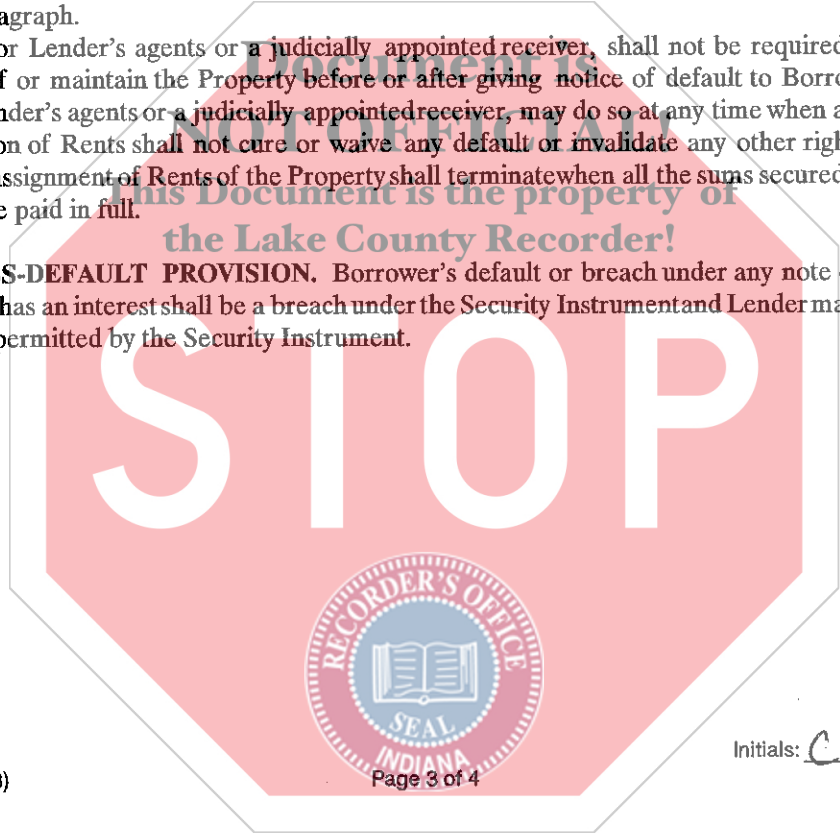 agraph.
or Lender's agents or a judicially appointed receiver, shall not be required
f or maintain the Property before or after giving notice of default to Borro
nder's agents or a judicially appointed receiver, may do so at any time when a
on of Rents shall not cure or waive any default or invalidate any other righ
ssignment of Rents of the Property shall terminate when all the sums secured
e paid in full.
S-DEFAULT PROVISION. Borrower's default or breach under any note
has an interest shall be a breach under the Security Instrument and Lender ma
permitted by the Security Instrument.
Document is
NOT OFFICIAL!
This Document is the property of
the Lake County Recorder!
STOP
RECORDER'S OFFICE
SEAL
INDIANA
Initials: C
Page 3 of 4
)